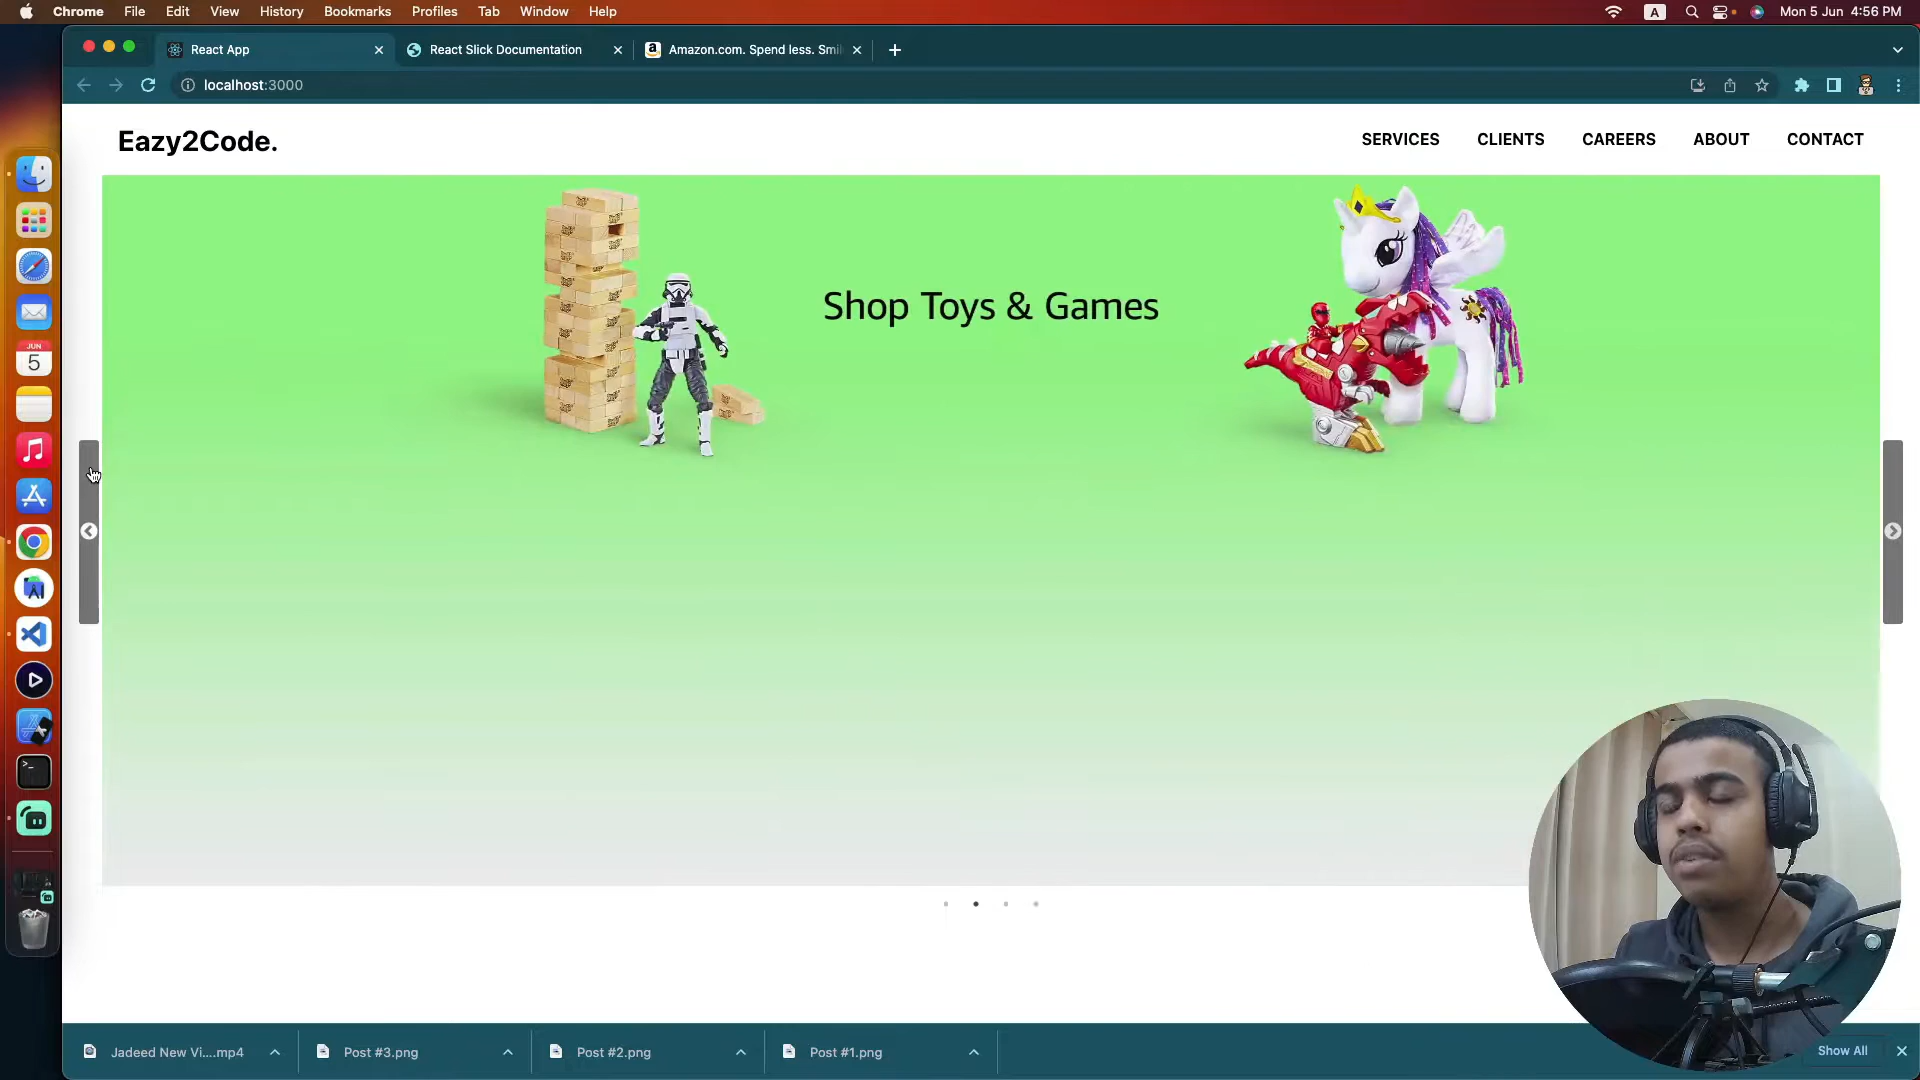 Chrome File Edit View History Bookmarks Profiles Tab Window Help A Mon 5 Jun 4:56 PM
React App React Slick Documentation Amazon.com. Spend less. Smil
localhost:3000
Eazy2Code. SERVICES CLIENTS CAREERS ABOUT CONTACT
Shop Toys & Games
JUN
5
Jadeed New Vi....mp4 Post #3.png Post #2.png Post #1.png Show All